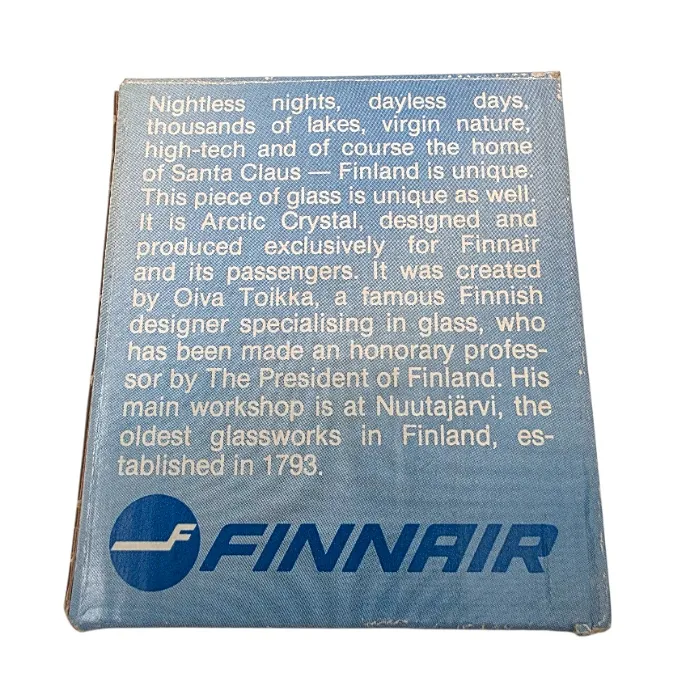 Nightless nights, dayless days,
thousands of lakes, virgin nature,
high-tech and of course the home
of Santa Claus — Finland is unique.
This piece of glass is unique as well.
It is Arctic Crystal, designed and
produced exclusively for Finnair
and its passengers. It was created
by Oiva Toikka, a famous Finnish
designer specialising in glass, who
has been made an honorary profes-
sor by The President of Finland. His
main workshop is at Nuutajärvi, the
oldest glassworks in Finland, es-
tablished in 1793.
F FINNAIR